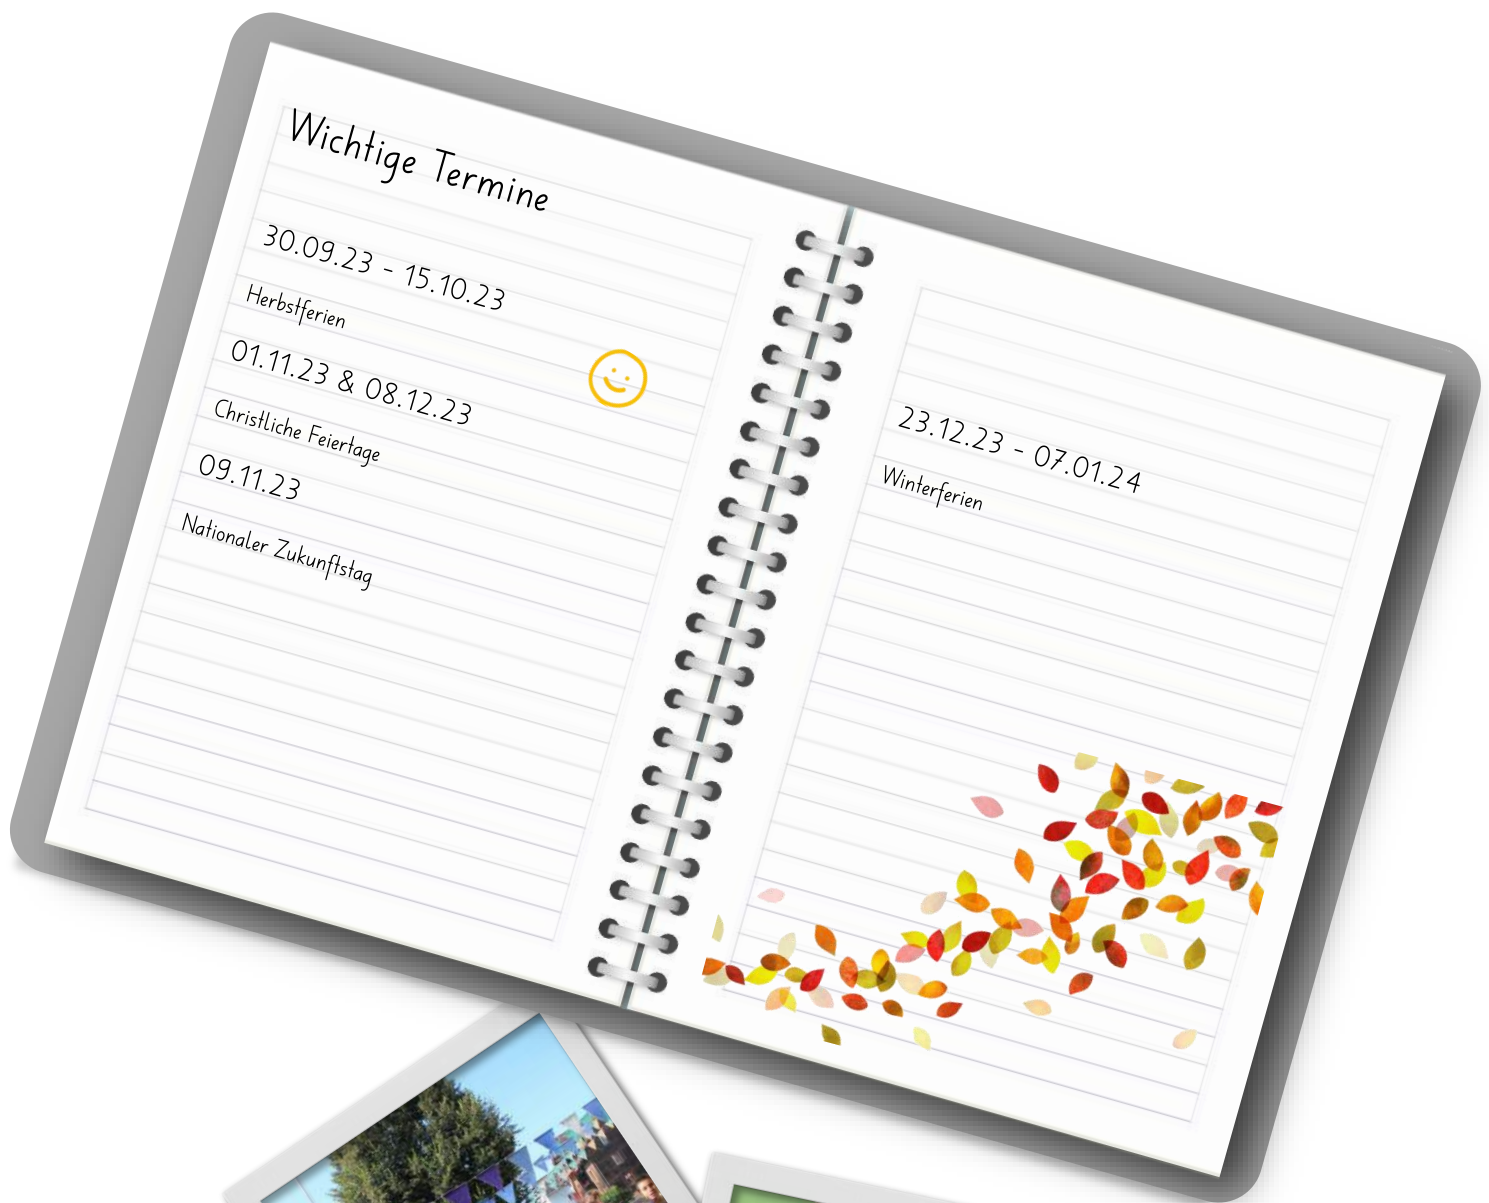 Wichtige Termine
30.09.23 - 15.10.23
Herbstferien
01.11.23 & 08.12.23
Christliche Feiertage
09.11.23
Nationaler Zukunftstag
23.12.23 - 07.01.24
Winterferien